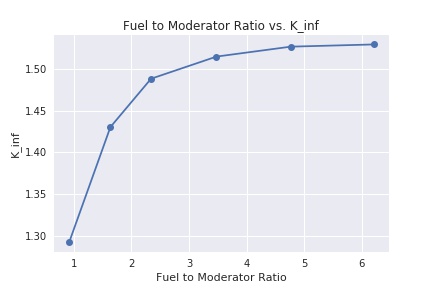 Fuel to Moderator Ratio vs. K_inf
1.50
1.45
1.40
1.35
1.30
K_inf
1 2 3 4 5 6
Fuel to Moderator Ratio